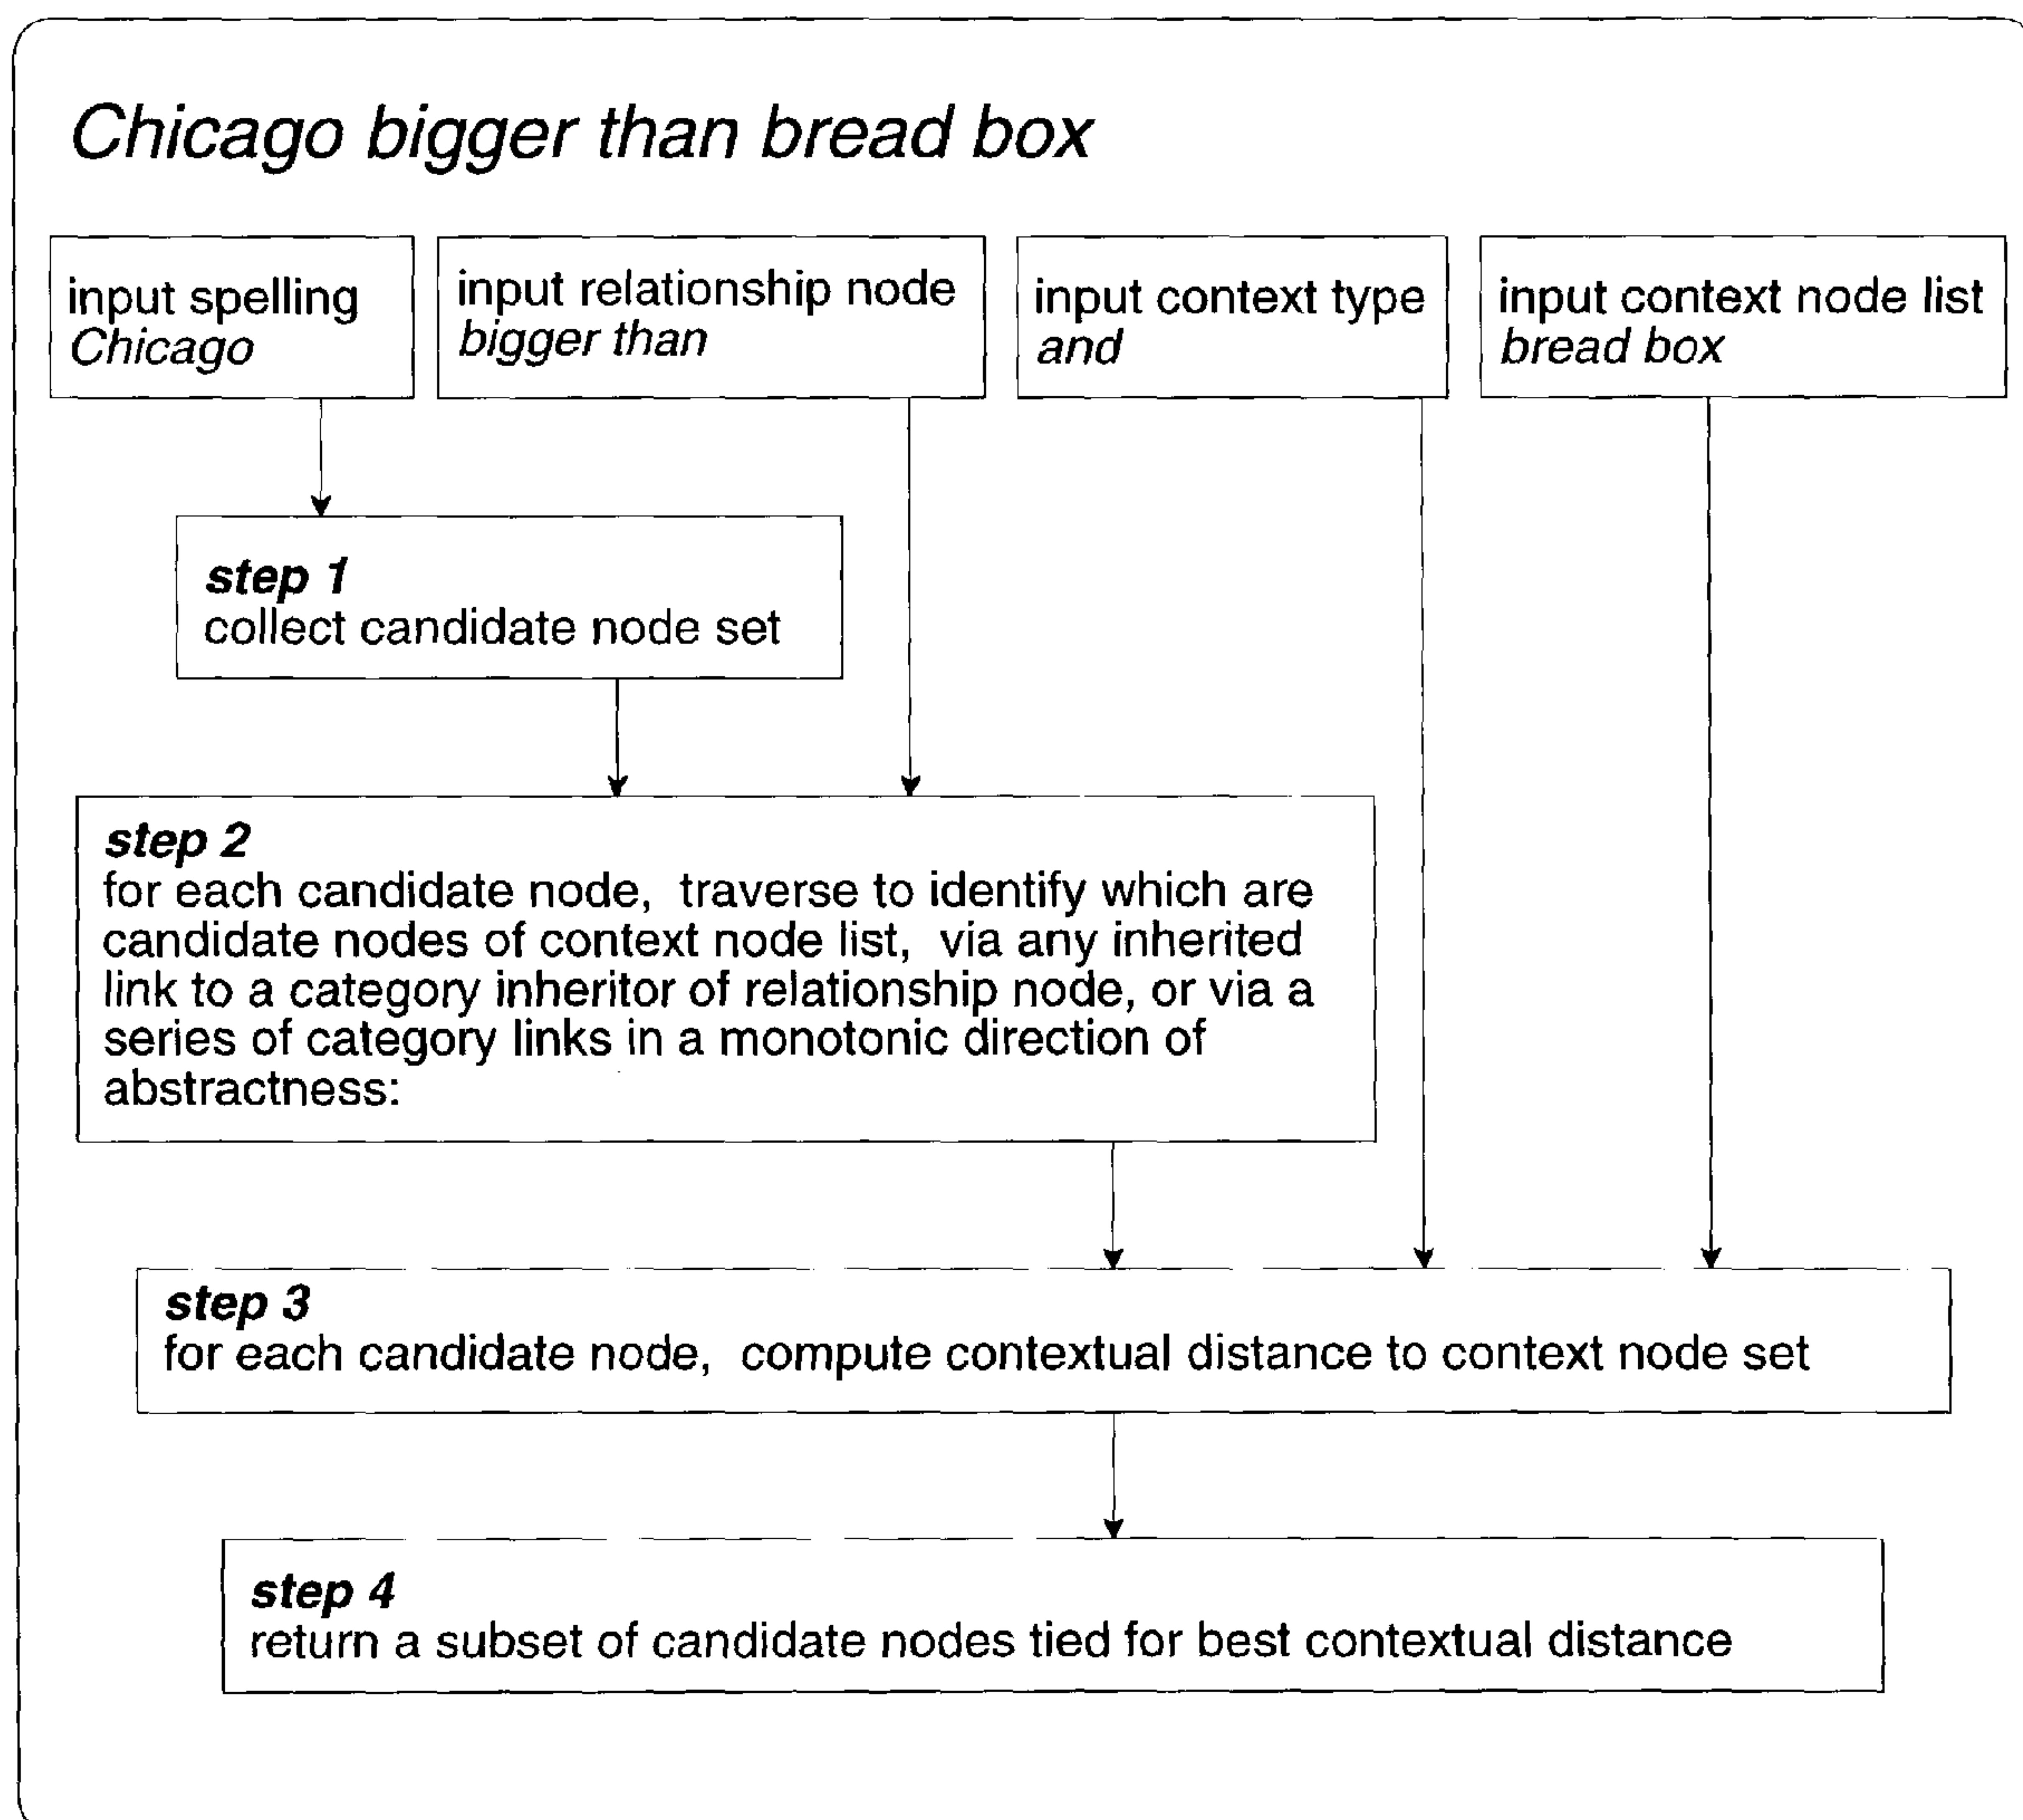 Chicago bigger than bread box
input spelling
Chicago
input relationship node
bigger than
input context type
and
input context node list
bread box
step 1
collect candidate node set
step 2
for each candidate node, traverse to identify which are
candidate nodes of context node list, via any inherited
link to a category inheritor of relationship node, or via a
series of category links in a monotonic direction of
abstractness:
step 3
for each candidate node, compute contextual distance to context node set
step 4
return a subset of candidate nodes tied for best contextual distance